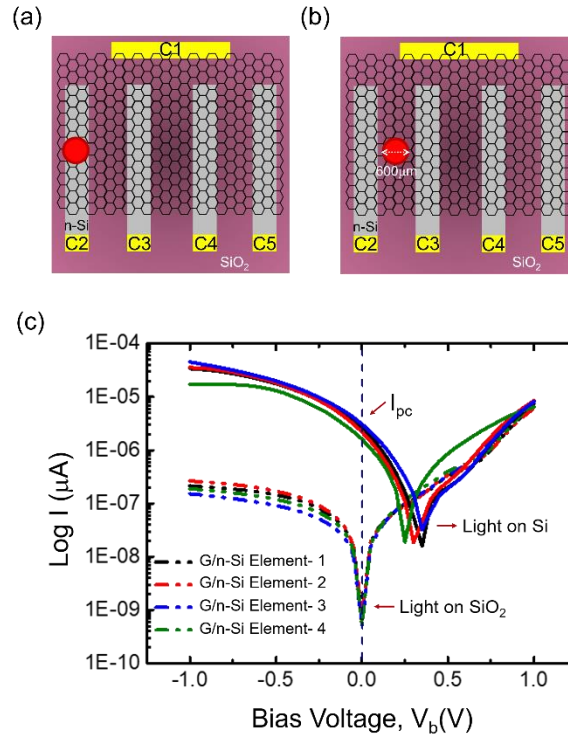 (a)
(b)
C1
C1
600μm
n-Si
n-Si
C2 C3 C4 C5
C2 C3 C4 C5
SiO₂
SiO₂
(c)
1E-04
1E-05
1E-06
1E-07
1E-08
1E-09
1E-10
Log I (μA)
Ipc
Light on Si
Light on SiO₂
G/n-Si Element- 1
G/n-Si Element- 2
G/n-Si Element- 3
G/n-Si Element- 4
-1.0 -0.5 0.0 0.5 1.0
Bias Voltage, Vb(V)